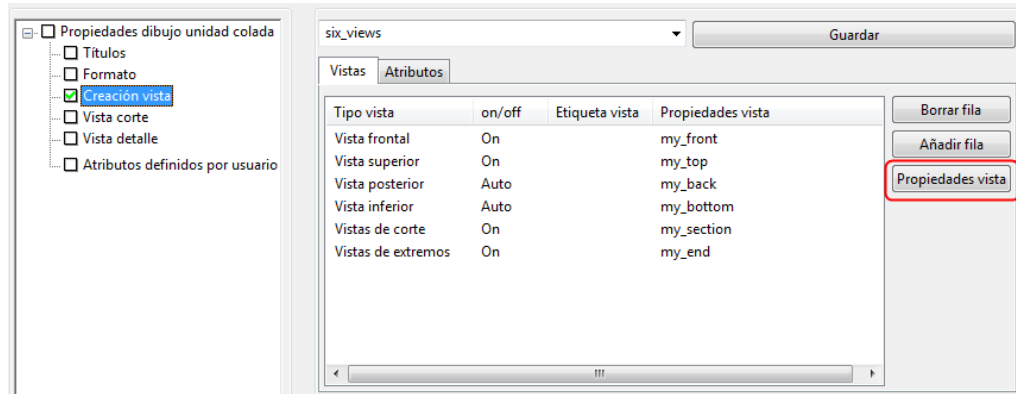 Propiedades dibujo unidad colada
Títulos
Formato
Creación vista
Vista corte
Vista detalle
Atributos definidos por usuario
six_views
Guardar
Vistas
Atributos
Tipo vista on/off Etiqueta vista Propiedades vista
Vista frontal On my_front
Vista superior On my_top
Vista posterior Auto my_back
Vista inferior Auto my_bottom
Vistas de corte On my_section
Vistas de extremos On my_end
Borrar fila
Añadir fila
Propiedades vista